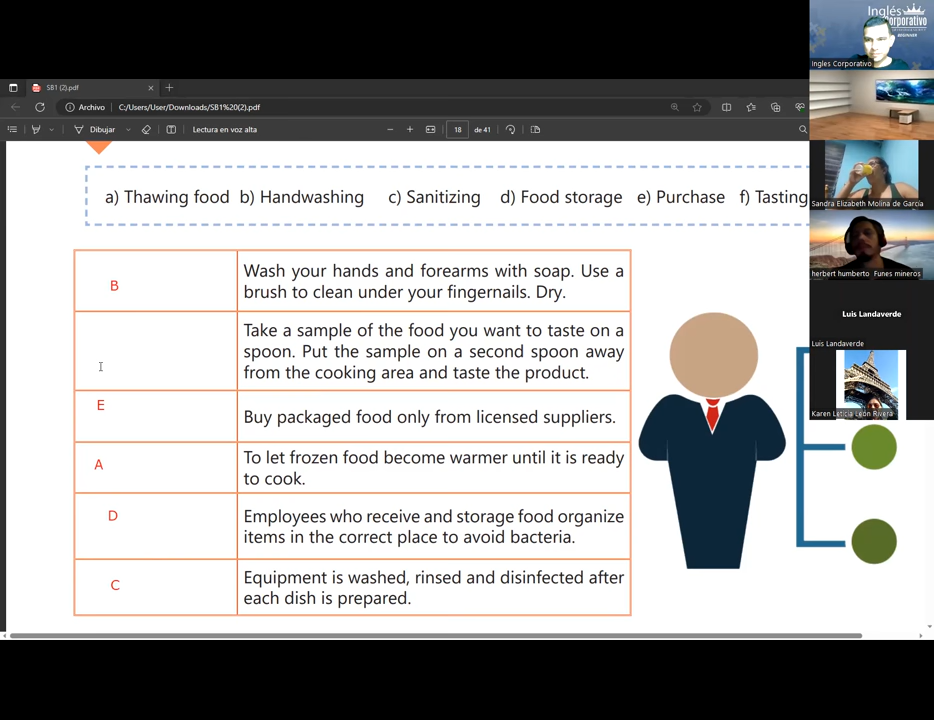 Inglés
Corporativo
BEGINNER
Ingles Corporativo
SB1 (2).pdf
Archivo C:/Users/User/Downloads/SB1%20(2).pdf
Dibujar Lectura en voz alta 18 de 41
a) Thawing food b) Handwashing c) Sanitizing d) Food storage e) Purchase f) Tasting
B Wash your hands and forearms with soap. Use a
brush to clean under your fingernails. Dry.
Take a sample of the food you want to taste on a
spoon. Put the sample on a second spoon away
from the cooking area and taste the product.
E Buy packaged food only from licensed suppliers.
A To let frozen food become warmer until it is ready
to cook.
D Employees who receive and storage food organize
items in the correct place to avoid bacteria.
C Equipment is washed, rinsed and disinfected after
each dish is prepared.
Sandra Elizabeth Molina de García
herbert humberto Funes mineros
Luis Landaverde
Luis Landaverde
Karen Leticia León Rivera